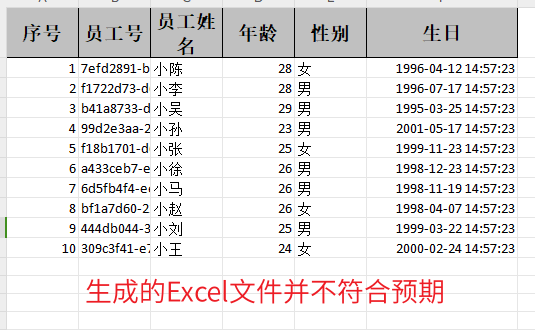 序号 员工号 员工姓名 年龄 性别 生日
1 7efd2891-b 小陈 28 女 1996-04-12 14:57:23
2 f1722d73-d 小李 28 男 1996-07-17 14:57:23
3 b41a8733-d 小吴 29 男 1995-03-25 14:57:23
4 99d2e3aa-2 小孙 23 男 2001-05-17 14:57:23
5 f18b1701-d 小张 25 女 1999-11-23 14:57:23
6 a433ceb7-e 小徐 26 男 1998-12-23 14:57:23
7 6d5fb4f4-e 小马 26 男 1998-11-19 14:57:23
8 bf1a7d60-2 小赵 26 女 1998-04-07 14:57:23
9 444db044-3 小刘 25 男 1999-03-22 14:57:23
10 309c3f41-e7 小王 24 女 2000-02-24 14:57:23
生成的Excel文件并不符合预期